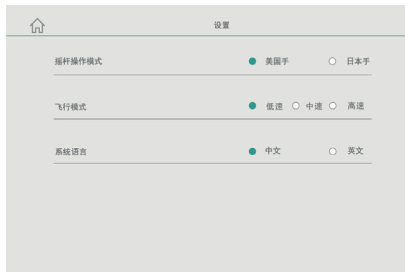 设置
摇杆操作模式 美国手 日本手
飞行模式 低速 中速 高速
系统语言 中文 英文